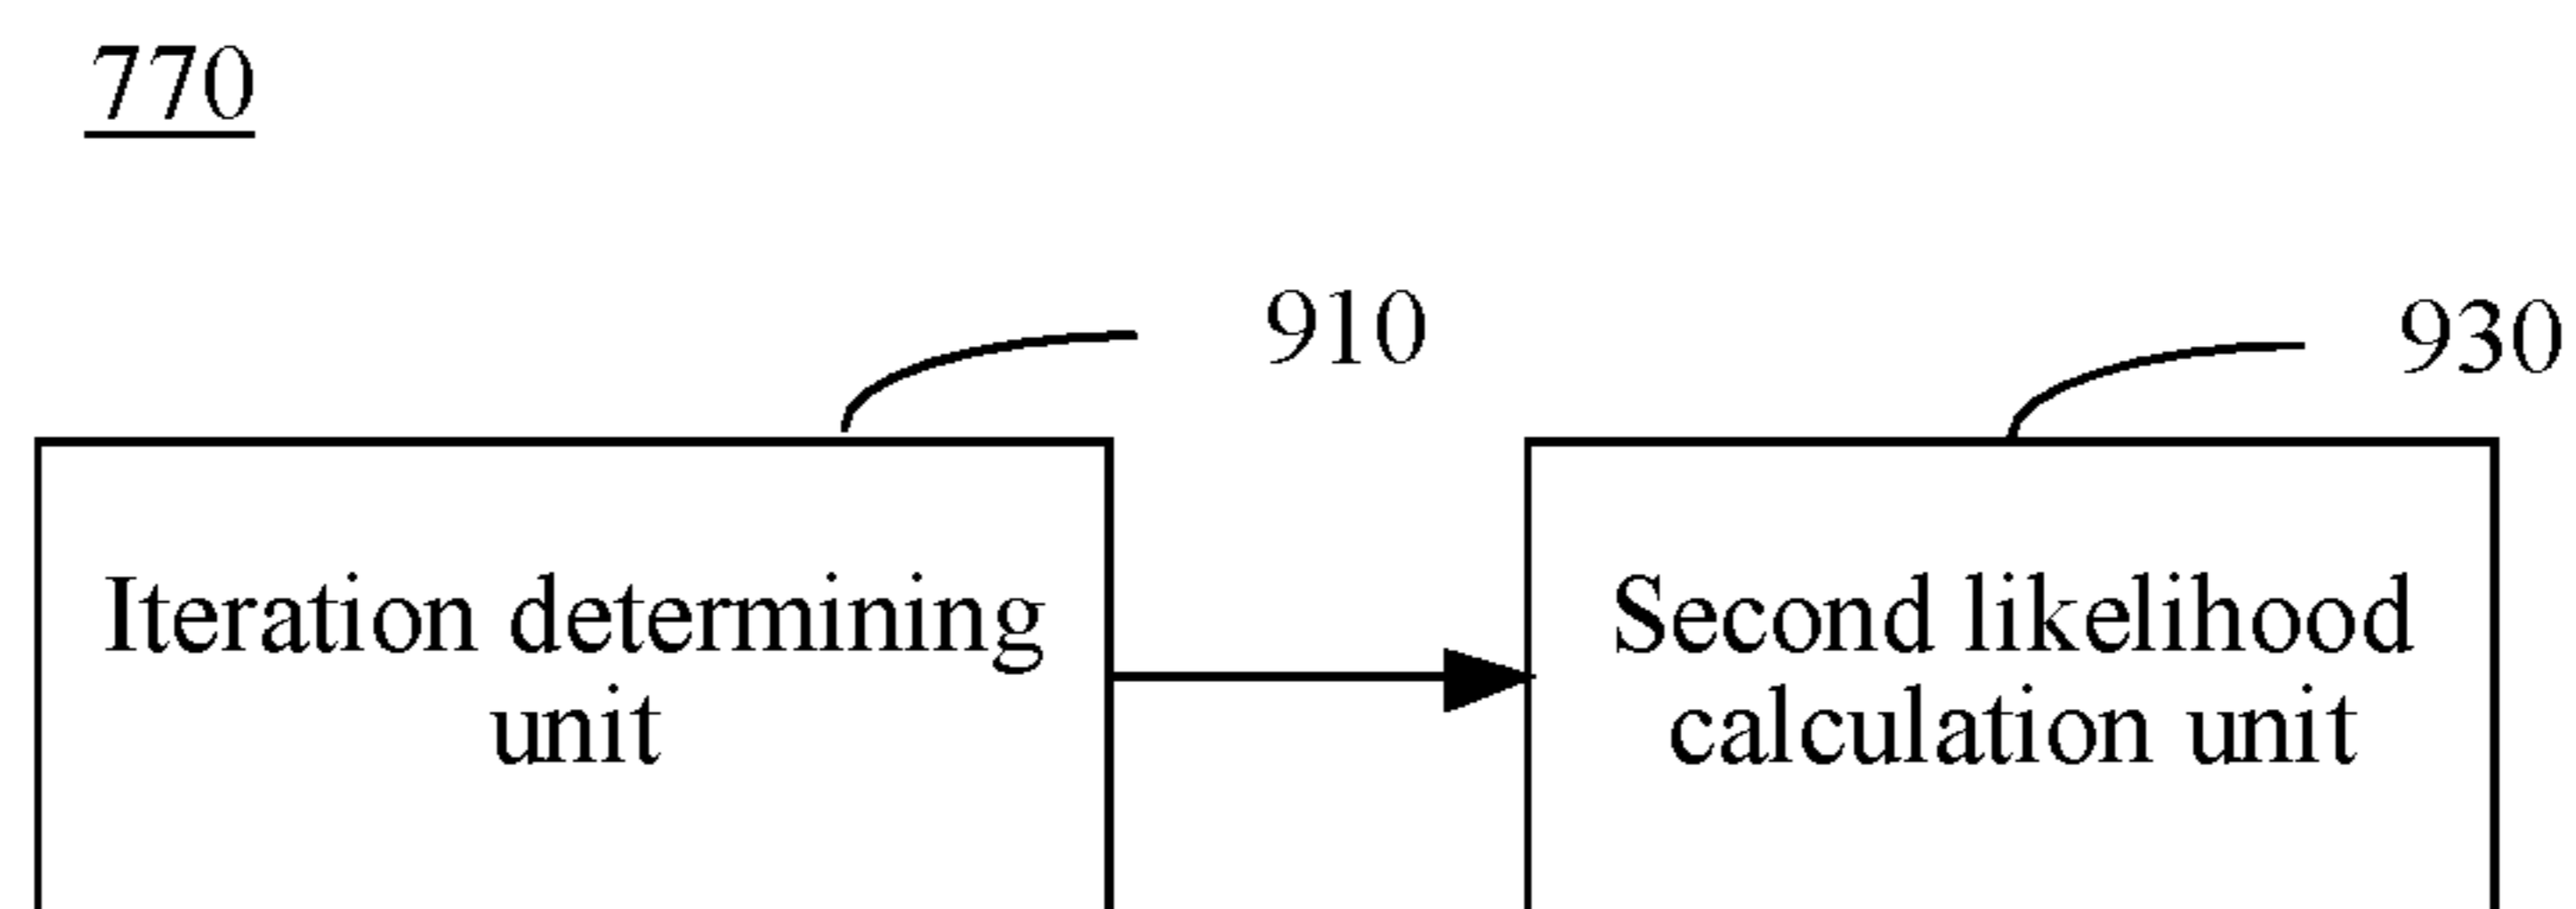 770
910
930
Iteration determining
unit
Second likelihood
calculation unit